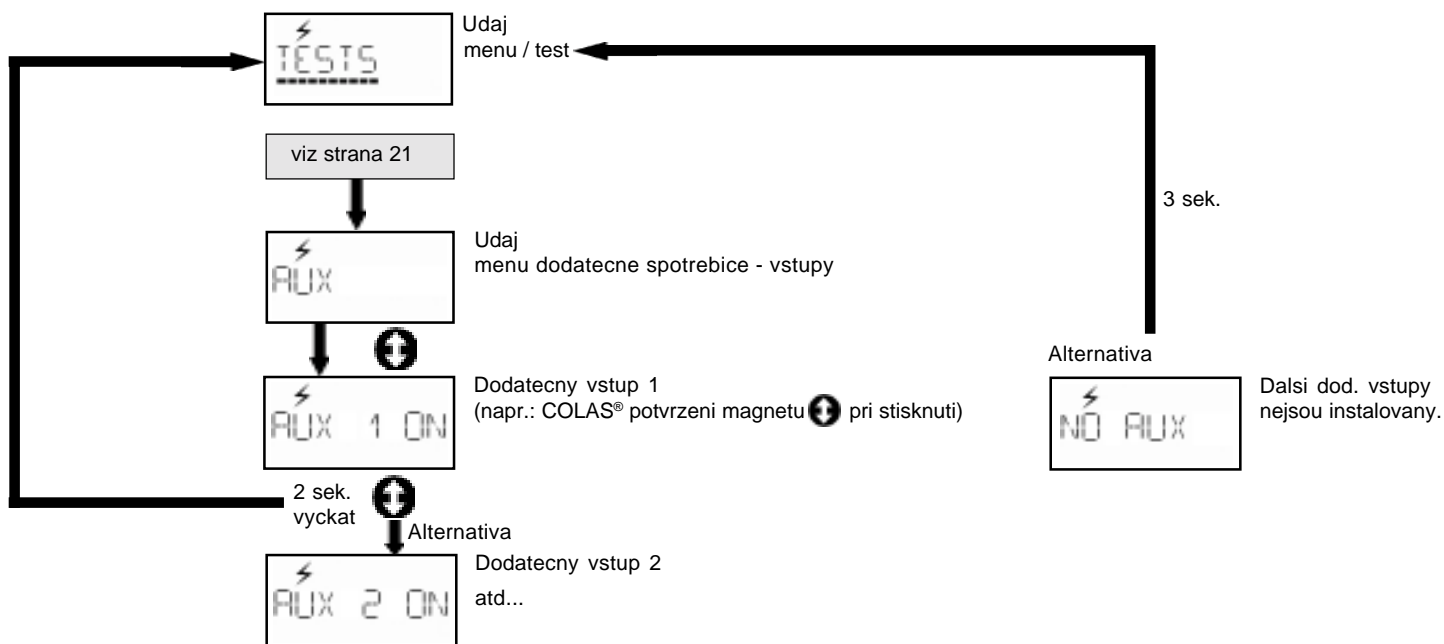 TESTS
Udaj
menu / test
viz strana 21
AUX
Udaj
menu dodatecne spotrebice - vstupy
AUX 1 ON
Dodatecny vstup 1
(napr.: COLAS® potvrzeni magnetu pri stisknuti)
2 sek.
vyckat
Alternativa
AUX 2 ON
Dodatecny vstup 2
atd...
3 sek.
Alternativa
NO AUX
Dalsi dod. vstupy
nejsou instalovany.